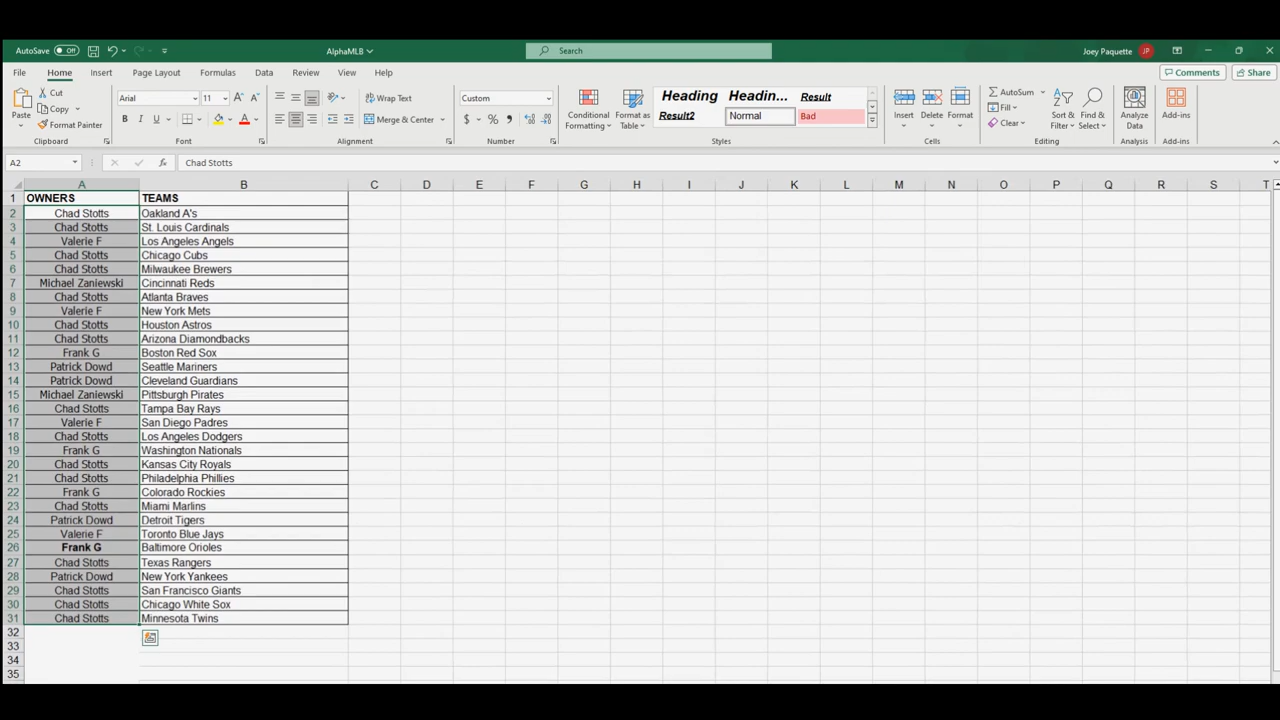 AutoSave Off AlphaMLB Search Joey Paquette JP
File Home Insert Page Layout Formulas Data Review View Help Comments Share
Paste Cut Copy Format Painter Clipboard
Arial 11 A A B I U A Font
Wrap Text Merge & Center Alignment
Custom $ % 9 Number
Conditional Formatting Format as Table
Heading Headin... Result
Result2 Normal Bad
Styles
Insert Delete Format Cells
AutoSum Fill Clear Sort & Filter Find & Select Editing
Analyze Data Analysis
Add-ins Add-ins
A2 fx Chad Stotts
A B C D E F G H I J K L M N O P Q R S T
1 OWNERS TEAMS
2 Chad Stotts Oakland A's
3 Chad Stotts St. Louis Cardinals
4 Valerie F Los Angeles Angels
5 Chad Stotts Chicago Cubs
6 Chad Stotts Milwaukee Brewers
7 Michael Zaniewski Cincinnati Reds
8 Chad Stotts Atlanta Braves
9 Valerie F New York Mets
10 Chad Stotts Houston Astros
11 Chad Stotts Arizona Diamondbacks
12 Frank G Boston Red Sox
13 Patrick Dowd Seattle Mariners
14 Patrick Dowd Cleveland Guardians
15 Michael Zaniewski Pittsburgh Pirates
16 Chad Stotts Tampa Bay Rays
17 Valerie F San Diego Padres
18 Chad Stotts Los Angeles Dodgers
19 Frank G Washington Nationals
20 Chad Stotts Kansas City Royals
21 Chad Stotts Philadelphia Phillies
22 Frank G Colorado Rockies
23 Chad Stotts Miami Marlins
24 Patrick Dowd Detroit Tigers
25 Valerie F Toronto Blue Jays
26 Frank G Baltimore Orioles
27 Chad Stotts Texas Rangers
28 Patrick Dowd New York Yankees
29 Chad Stotts San Francisco Giants
30 Chad Stotts Chicago White Sox
31 Chad Stotts Minnesota Twins
32
33
34
35